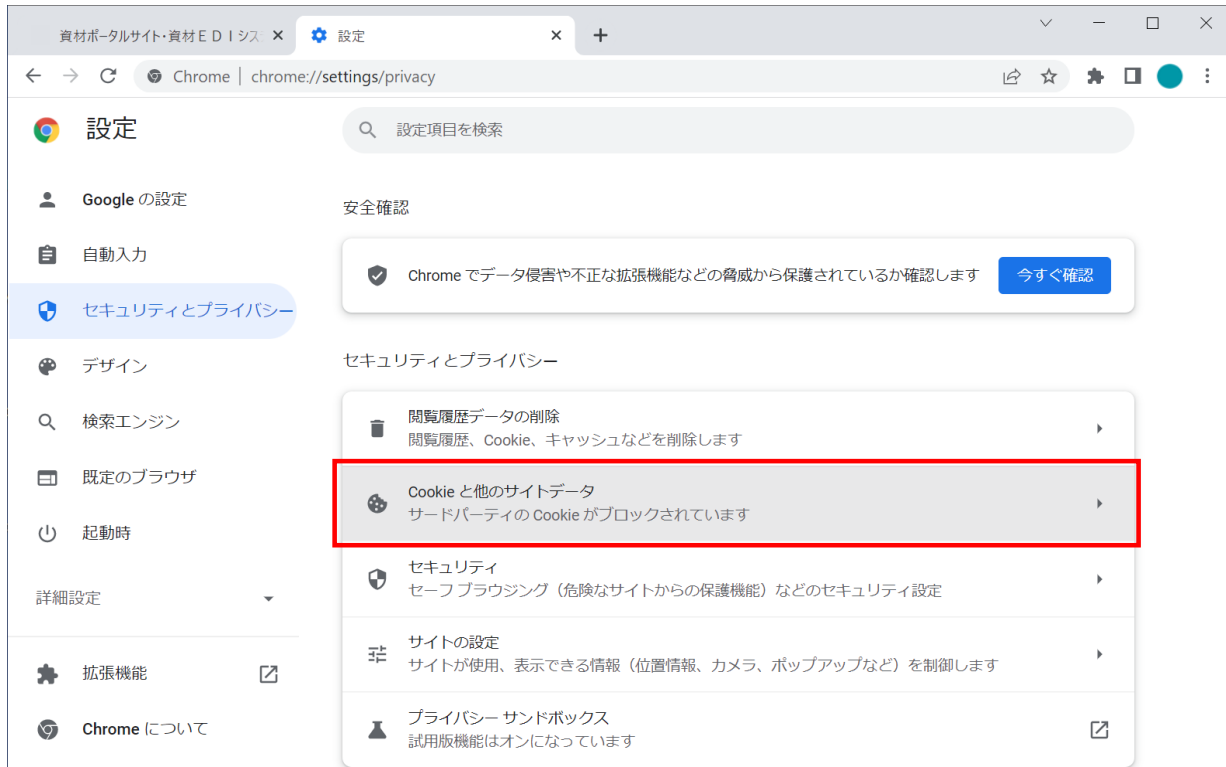 資材ポータルサイト・資材ＥＤＩシス
設定
Chrome | chrome://settings/privacy
設定
設定項目を検索
Google の設定
自動入力
セキュリティとプライバシー
デザイン
検索エンジン
既定のブラウザ
起動時
詳細設定
拡張機能
Chrome について
安全確認
Chrome でデータ侵害や不正な拡張機能などの脅威から保護されているか確認します
今すぐ確認
セキュリティとプライバシー
閲覧履歴データの削除
閲覧履歴、Cookie、キャッシュなどを削除します
Cookie と他のサイトデータ
サードパーティの Cookie がブロックされています
セキュリティ
セーフ ブラウジング（危険なサイトからの保護機能）などのセキュリティ設定
サイトの設定
サイトが使用、表示できる情報（位置情報、カメラ、ポップアップなど）を制御します
プライバシー サンドボックス
試用版機能はオンになっています